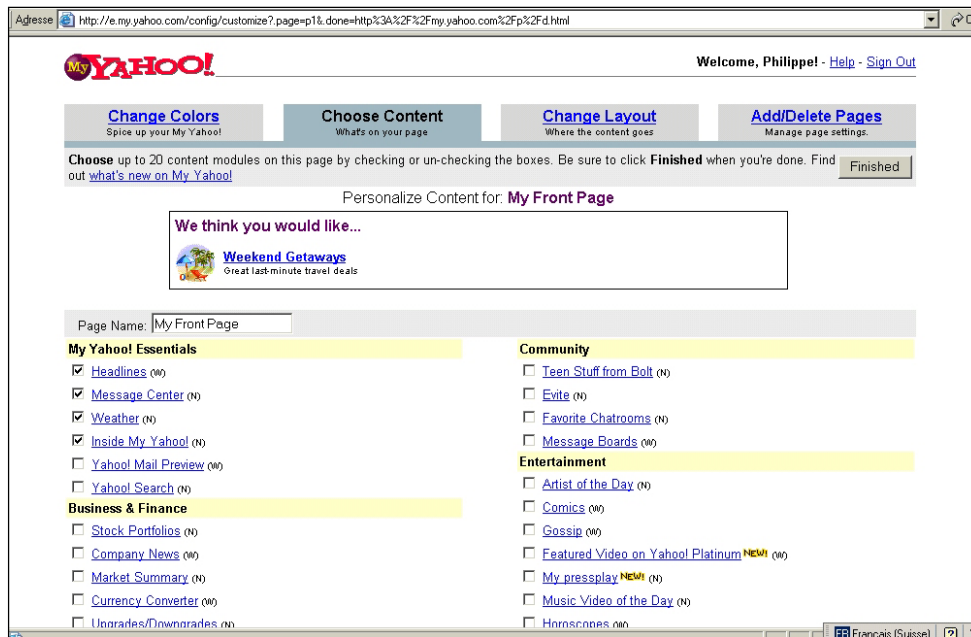 Adresse http://e.my.yahoo.com/config/customize?.page=p1&.done=http%3A%2F%2Fmy.yahoo.com%2Fp%2Fd.html
My YAHOO!
Welcome, Philippe! - Help - Sign Out
Change Colors
Spice up your My Yahoo!
Choose Content
What's on your page
Change Layout
Where the content goes
Add/Delete Pages
Manage page settings.
Choose up to 20 content modules on this page by checking or un-checking the boxes. Be sure to click Finished when you're done. Find
out what's new on My Yahoo!
Finished
Personalize Content for: My Front Page
We think you would like...
Weekend Getaways
Great last-minute travel deals
Page Name: My Front Page
My Yahoo! Essentials
Headlines (W)
Message Center (N)
Weather (N)
Inside My Yahoo! (N)
Yahoo! Mail Preview (W)
Yahoo! Search (N)
Business & Finance
Stock Portfolios (N)
Company News (W)
Market Summary (N)
Currency Converter (W)
Upgrades/Downgrades (N)
Community
Teen Stuff from Bolt (N)
Evite (N)
Favorite Chatrooms (N)
Message Boards (W)
Entertainment
Artist of the Day (N)
Comics (W)
Gossip (W)
Featured Video on Yahoo! Platinum NEW! (W)
My pressplay NEW! (N)
Music Video of the Day (N)
Horoscopes (W)
FR Français (Suisse)